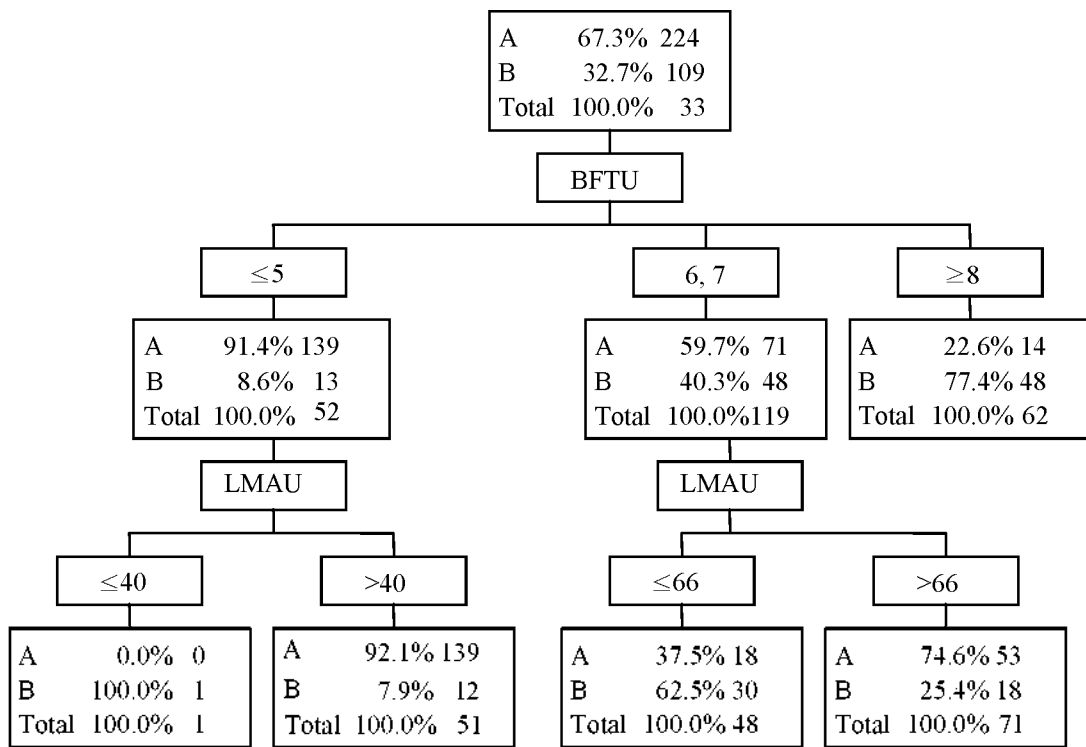 A 67.3% 224
B 32.7% 109
Total 100.0% 33
BFTU
≤5
6, 7
≥8
A 91.4% 139
B 8.6% 13
Total 100.0% 52
A 59.7% 71
B 40.3% 48
Total 100.0% 119
A 22.6% 14
B 77.4% 48
Total 100.0% 62
LMAU
LMAU
≤40
>40
≤66
>66
A 0.0% 0
B 100.0% 1
Total 100.0% 1
A 92.1% 139
B 7.9% 12
Total 100.0% 51
A 37.5% 18
B 62.5% 30
Total 100.0% 48
A 74.6% 53
B 25.4% 18
Total 100.0% 71